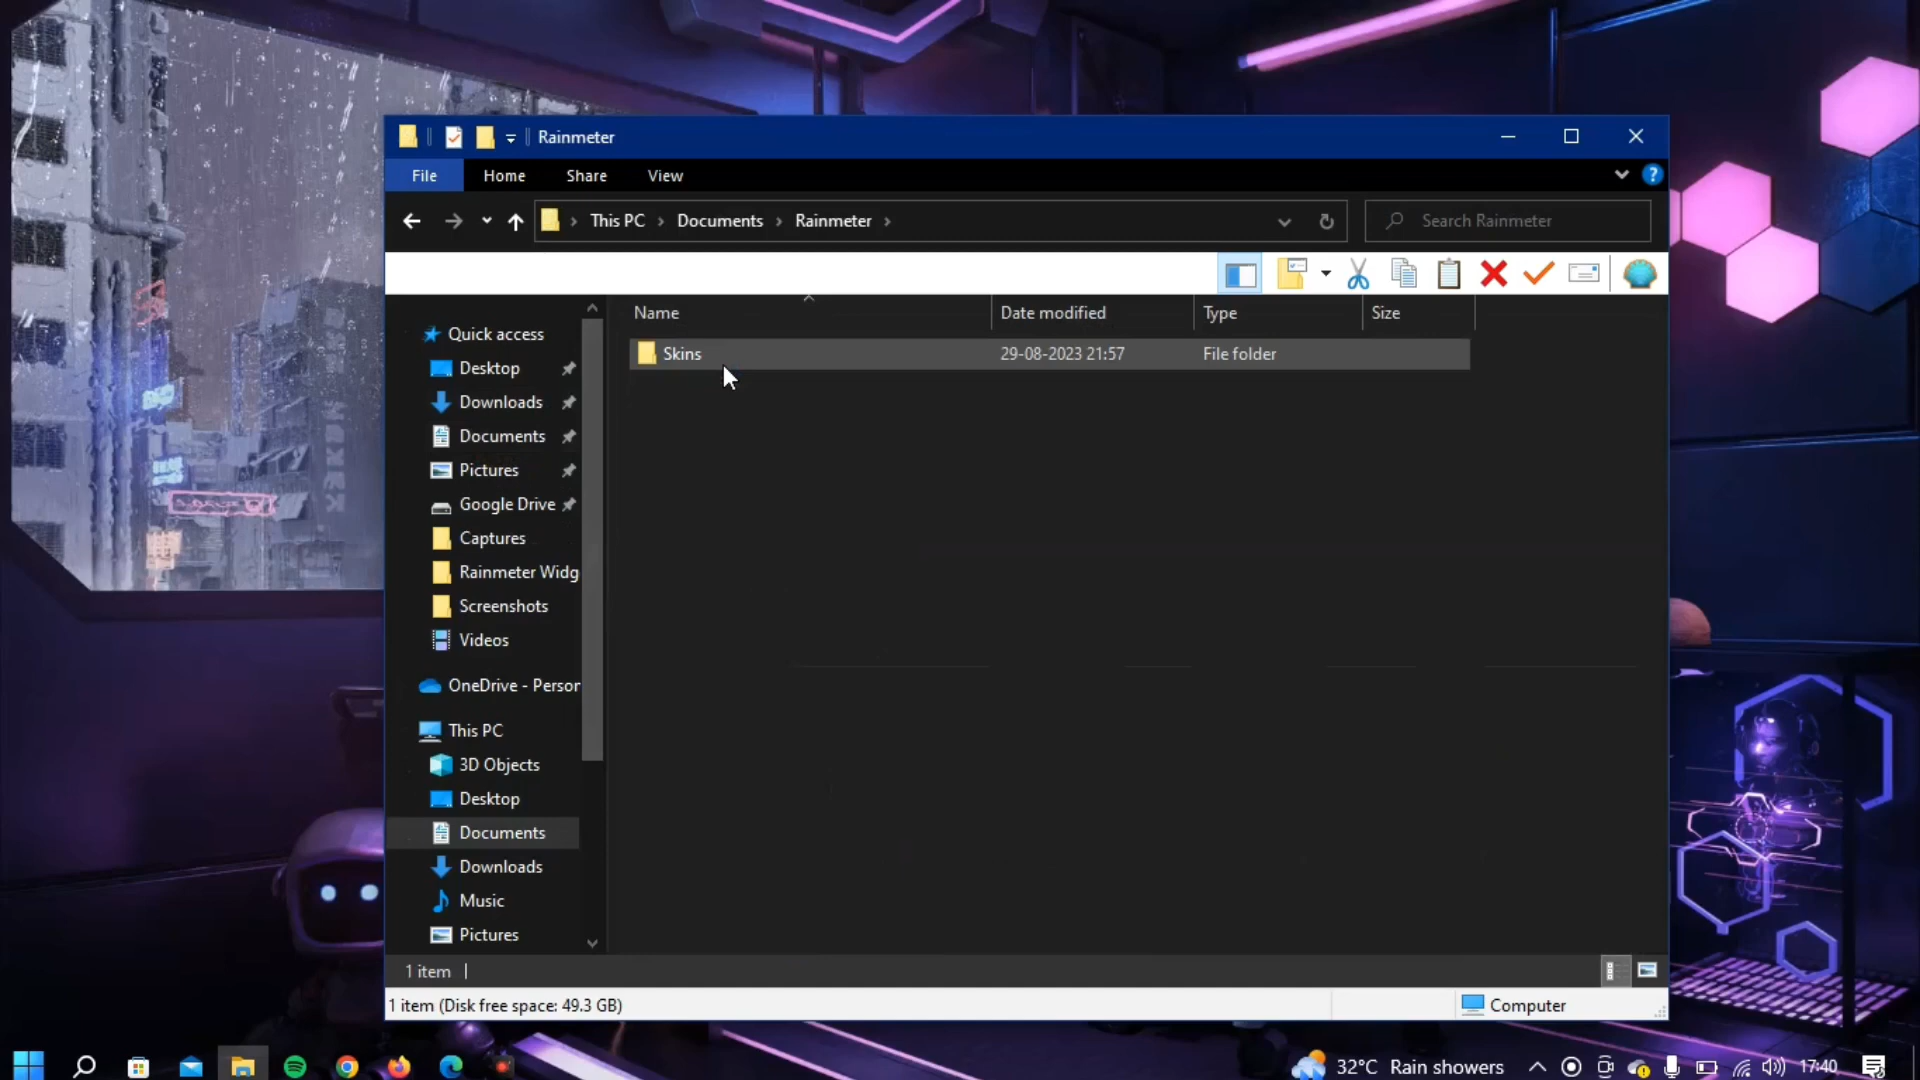 Rainmeter
File Home Share View
This PC Documents Rainmeter
Search Rainmeter
Name Date modified Type Size
Skins 29-08-2023 21:57 File folder
Quick access
Desktop
Downloads
Documents
Pictures
Google Drive
Captures
Rainmeter Widg
Screenshots
Videos
OneDrive - Person
This PC
3D Objects
Desktop
Documents
Downloads
Music
Pictures
1 item
1 item (Disk free space: 49.3 GB) Computer
32°C Rain showers 17:40